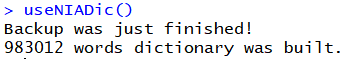 > useNIADic()
Backup was just finished!
983012 words dictionary was built.